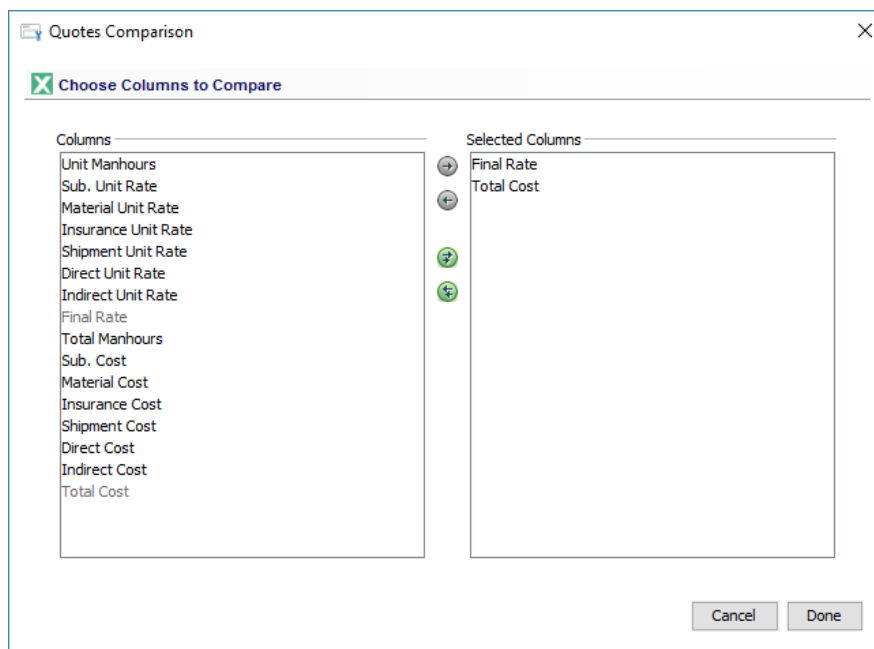 Quotes Comparison
Choose Columns to Compare
Columns
Unit Manhours
Sub. Unit Rate
Material Unit Rate
Insurance Unit Rate
Shipment Unit Rate
Direct Unit Rate
Indirect Unit Rate
Final Rate
Total Manhours
Sub. Cost
Material Cost
Insurance Cost
Shipment Cost
Direct Cost
Indirect Cost
Total Cost
Selected Columns
Final Rate
Total Cost
Cancel Done